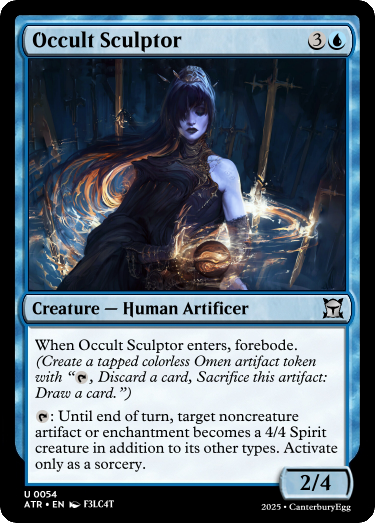 Occult Sculptor 3
Creature — Human Artificer
When Occult Sculptor enters, forebode.
(Create a tapped colorless Omen artifact token
with “, Discard a card, Sacrifice this artifact:
Draw a card.”)
: Until end of turn, target noncreature
artifact or enchantment becomes a 4/4 Spirit
creature in addition to its other types. Activate
only as a sorcery.
2/4
U 0054
ATR • EN F3LC4T
2025 • CanterburyEgg